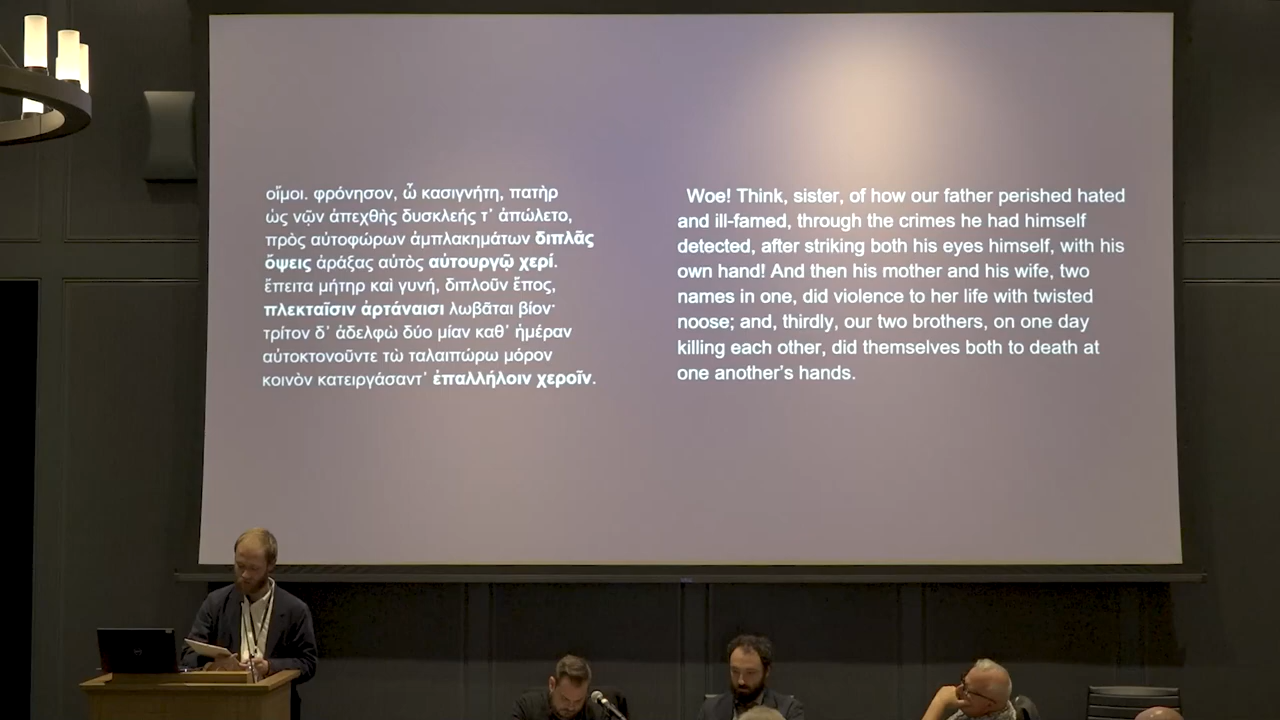 οἴμοι. φρόνησον, ὦ κασιγνήτη, πατὴρ
ὡς νῷν ἀπεχθὴς δυσκλεής τ᾽ ἀπώλετο,
πρὸς αὐτοφώρων ἀμπλακημάτων διπλᾶς
ὄψεις ἀράξας αὐτὸς αὐτουργῷ χερί.
ἔπειτα μήτηρ καὶ γυνή, διπλοῦν ἔπος,
πλεκταῖσιν ἀρτάναισι λωβᾶται βίον·
τρίτον δ᾽ ἀδελφὼ δύο μίαν καθ᾽ ἡμέραν
αὐτοκτονοῦντε τὼ ταλαιπώρω μόρον
κοινὸν κατειργάσαντ᾽ ἐπαλλήλοιν χεροῖν.
Woe! Think, sister, of how our father perished hated
and ill-famed, through the crimes he had himself
detected, after striking both his eyes himself, with his
own hand! And then his mother and his wife, two
names in one, did violence to her life with twisted
noose; and, thirdly, our two brothers, on one day
killing each other, did themselves both to death at
one another's hands.